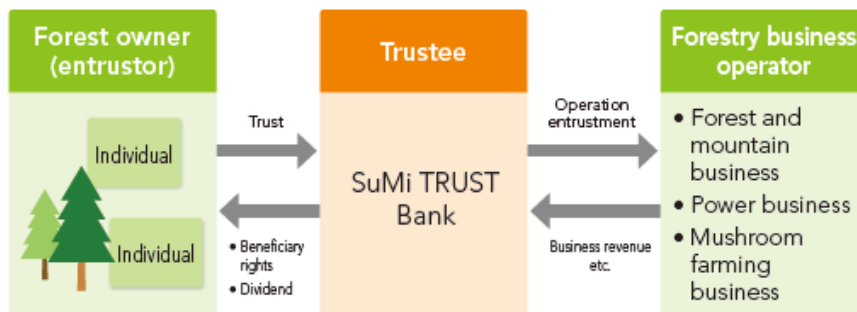 Forest owner
(entrustor)
Individual
Individual
Trust
• Beneficiary
rights
• Dividend
Trustee
SuMi TRUST
Bank
Operation
entrustment
Business revenue
etc.
Forestry business
operator
• Forest and
mountain
business
• Power business
• Mushroom
farming
business